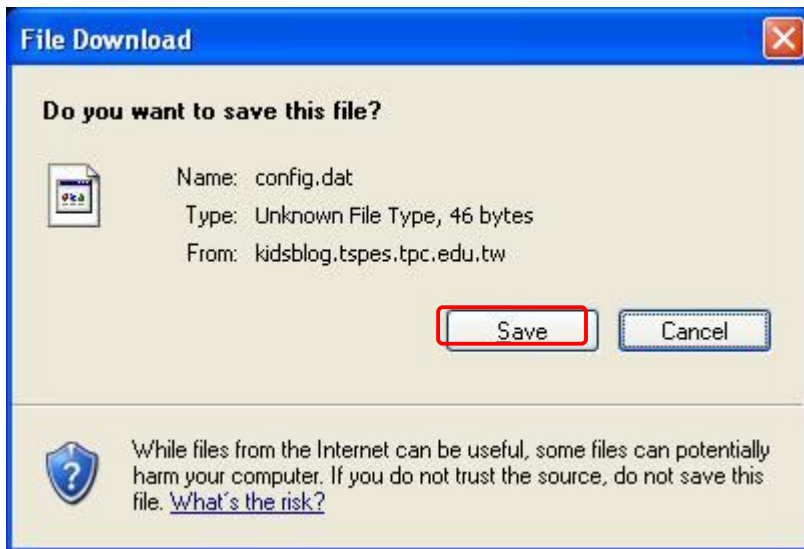 File Download
Do you want to save this file?
Name: config.dat
Type: Unknown File Type, 46 bytes
From: kidsblog.tspes.tpc.edu.tw
Save Cancel
While files from the Internet can be useful, some files can potentially
harm your computer. If you do not trust the source, do not save this
file. What's the risk?